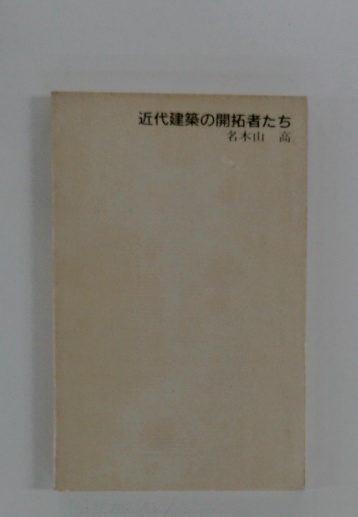 近代建築の開拓者たち
名木山　高